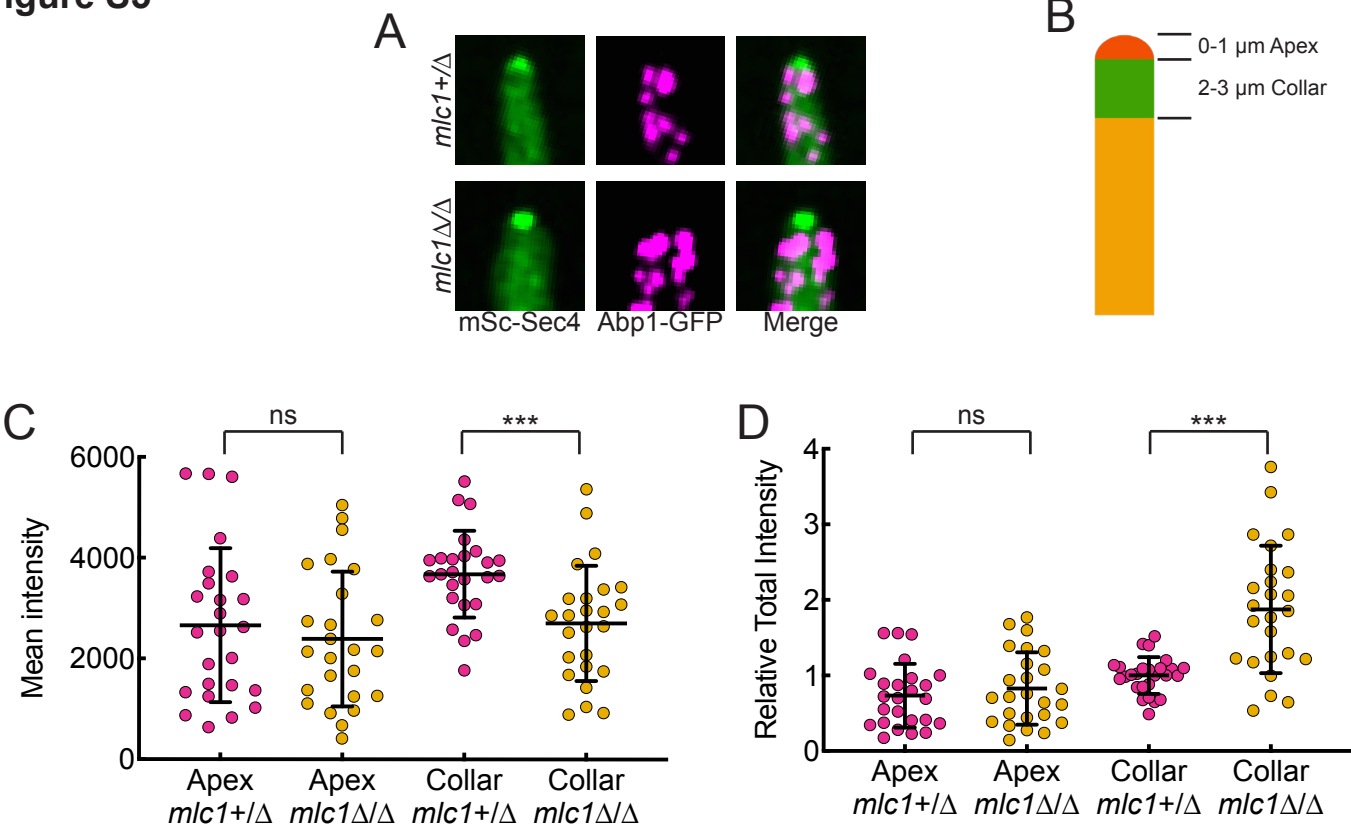 A
B
mlc1+/Δ
mlc1Δ/Δ
mSc-Sec4 Abp1-GFP Merge
0-1 µm Apex
2-3 µm Collar
C
ns
***
Mean intensity
6000
4000
2000
0
Apex Apex Collar Collar
mlc1+/Δ mlc1Δ/Δ mlc1+/Δ mlc1Δ/Δ
D
ns
***
Relative Total Intensity
4
3
2
1
0
Apex Apex Collar Collar
mlc1+/Δ mlc1Δ/Δ mlc1+/Δ mlc1Δ/Δ